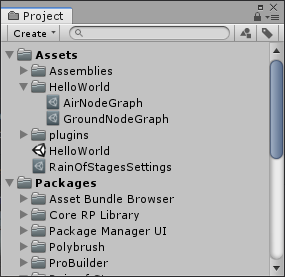 Project
Create
Assets
Assemblies
HelloWorld
AirNodeGraph
GroundNodeGraph
plugins
HelloWorld
RainOfStagesSettings
Packages
Asset Bundle Browser
Core RP Library
Package Manager UI
Polybrush
ProBuilder